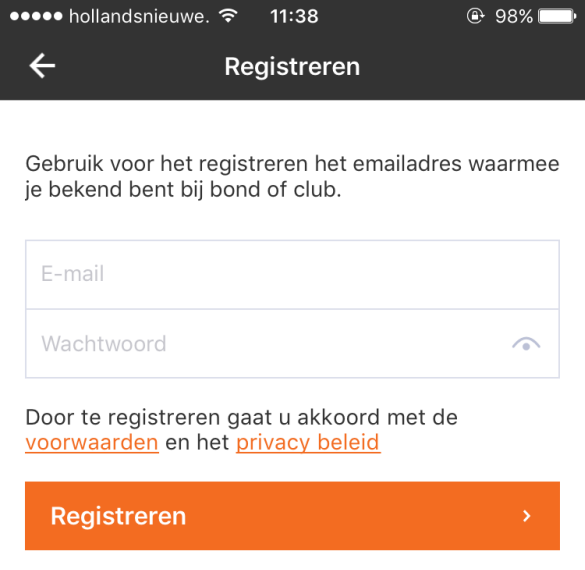 hollandsnieuwe. 11:38 98%
Registreren
Gebruik voor het registreren het emailadres waarmee
je bekend bent bij bond of club.
E-mail
Wachtwoord
Door te registreren gaat u akkoord met de
voorwaarden en het privacy beleid
Registreren